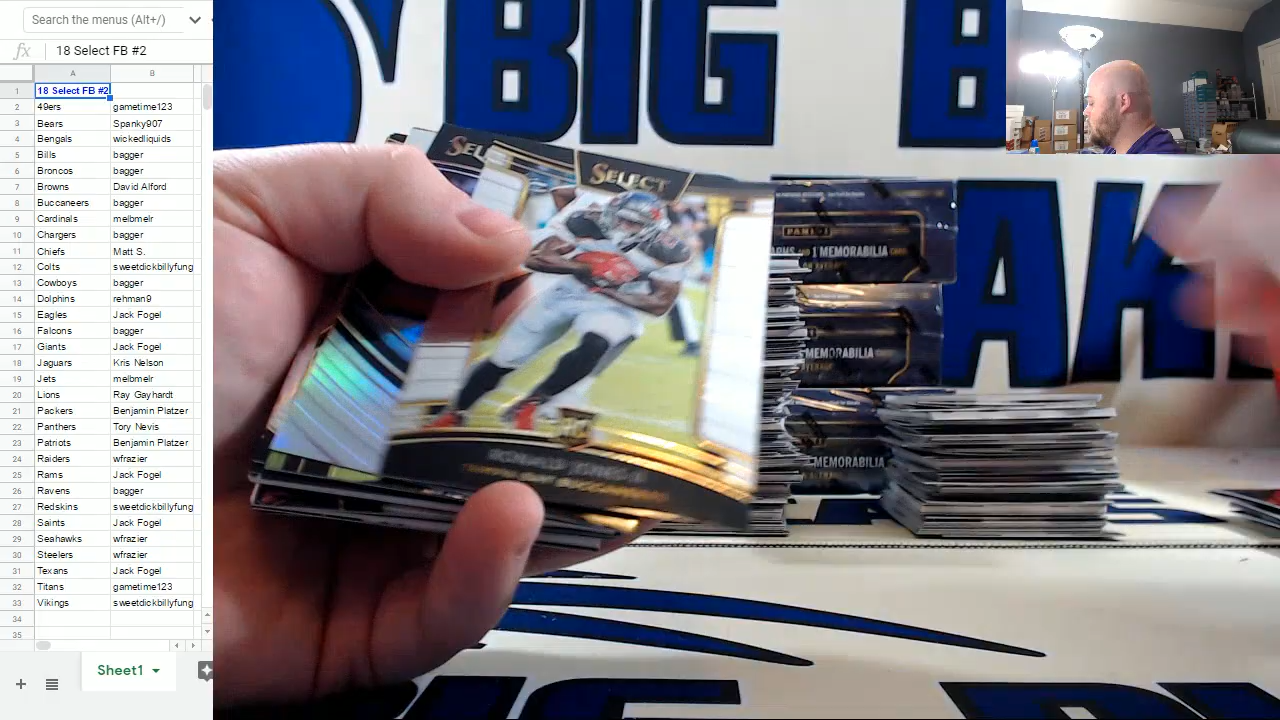 Search the menus (Alt+/)
fx 18 Select FB #2
A B
1 18 Select FB #2
2 49ers gametime123
3 Bears Spanky907
4 Bengals wickedliquids
5 Bills bagger
6 Broncos bagger
7 Browns David Alford
8 Buccaneers bagger
9 Cardinals melbmelr
10 Chargers bagger
11 Chiefs Matt S.
12 Colts sweetdickbillyfung
13 Cowboys bagger
14 Dolphins rehman9
15 Eagles Jack Fogel
16 Falcons bagger
17 Giants Jack Fogel
18 Jaguars Kris Nelson
19 Jets melbmelr
20 Lions Ray Gayhardt
21 Packers Benjamin Platzer
22 Panthers Tory Nevis
23 Patriots Benjamin Platzer
24 Raiders wfrazier
25 Rams Jack Fogel
26 Ravens bagger
27 Redskins sweetdickbillyfung
28 Saints Jack Fogel
29 Seahawks wfrazier
30 Steelers wfrazier
31 Texans Jack Fogel
32 Titans gametime123
33 Vikings sweetdickbillyfung
34
35
Sheet1
BIG B
AK
SEL
SELECT
PANINI
1 MEMORABILIA
MEMORABILIA
MEMORABILIA